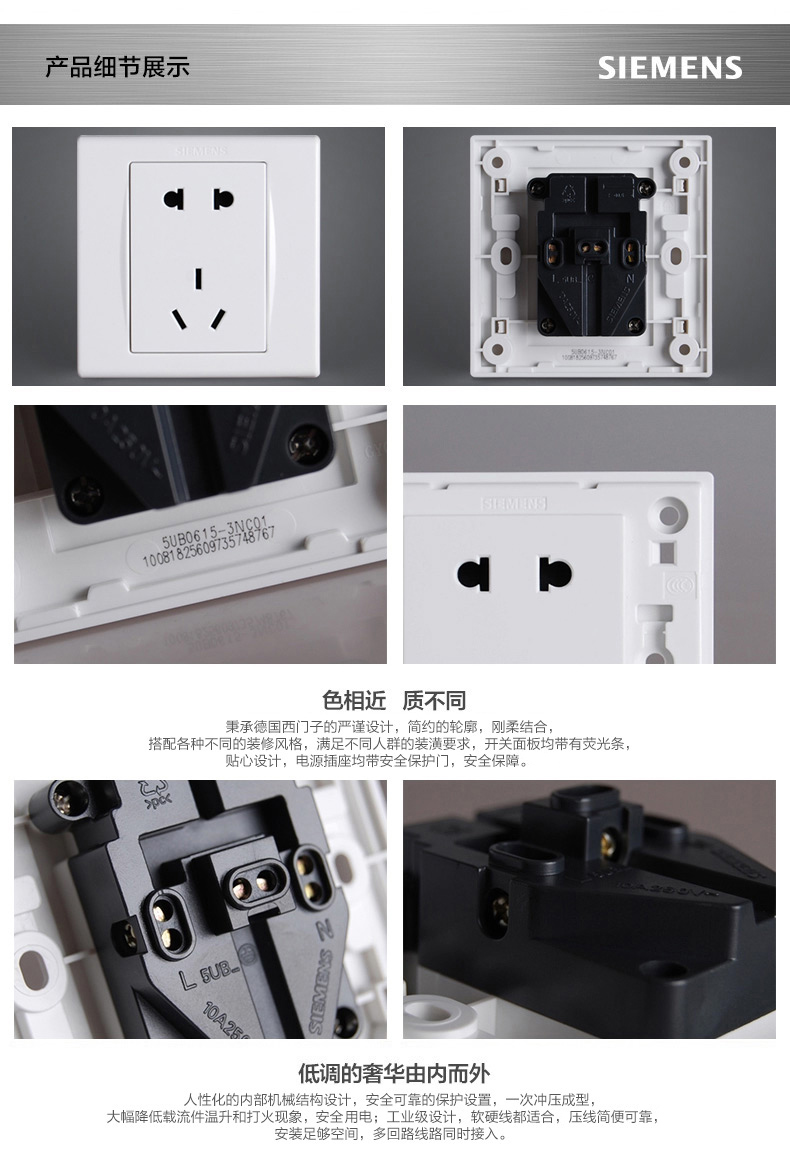 产品细节展示
SIEMENS
SIEMENS
L 5UB_ N
SIEMENS
5UB0615-3NC01
10081825609735748767
5UB0615-3NC01
10081825609735748767
SIEMENS
色相近 质不同
秉承德国西门子的严谨设计，简约的轮廓，刚柔结合，
搭配各种不同的装修风格，满足不同人群的装潢要求，开关面板均带有荧光条，
贴心设计，电源插座均带安全保护门，安全保障。
>pc<
L 5UB_ N
10A25
SIEMENS
低调的奢华由内而外
人性化的内部机械结构设计，安全可靠的保护设置，一次冲压成型，
大幅降低载流件温升和打火现象，安全用电；工业级设计，软硬线都适合，压线简便可靠，
安装足够空间，多回路线路同时接入。